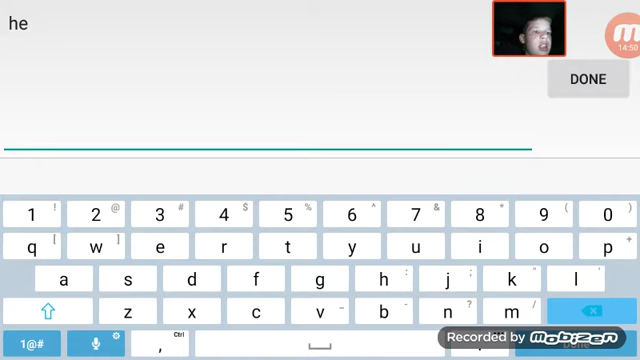 he
14:50
DONE
1 ! 2 @ 3 # 4 $ 5 % 6 ^ 7 & 8 * 9 ( 0 )
q [ w ] e r t y u i o p +
a s d f g h : j ; k " l '
z x c v _ b - n ? m /
1@# , Ctrl
Recorded by mobizen